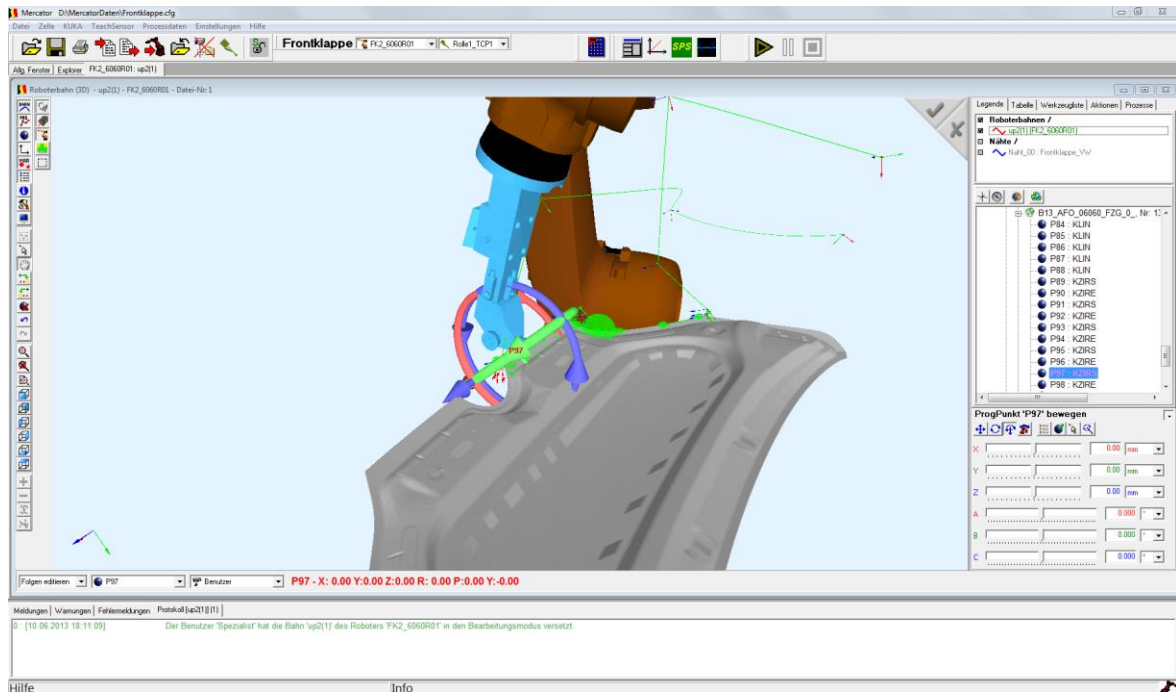 Mercator D:\MercatorDaten\Frontklappe.cfg
Datei Zelle KUKA TeachSensor Prozessdaten Einstellungen Hilfe
Frontklappe FK2_6060R01 Rolle1_TCP1 SPS
Allg. Fenster Explorer FK2_6060R01: up2(1)
Roboterbahn (3D) - up2(1) - FK2_6060R01 - Datei-Nr. 1
Legende Tabelle Werkzeugliste Aktionen Prozesse
Roboterbahnen /
up2(1) (FK2_6060R01)
Nähte /
Naht_00 : Frontklappe_VW
B13_AFO_06060_FZG_0_, Nr: 13
P84 : KLIN
P85 : KLIN
P86 : KLIN
P87 : KLIN
P88 : KLIN
P89 : KZIRS
P90 : KZIRE
P91 : KZIRS
P92 : KZIRE
P93 : KZIRS
P94 : KZIRE
P95 : KZIRS
P96 : KZIRE
P97 : KZIRS
P98 : KZIRE
P97
ProgPunkt 'P97' bewegen
X 0.00 mm
Y 0.00 mm
Z 0.00 mm
A 0.000 °
B 0.000 °
C 0.000 °
Folgen editieren P97 Benutzer P97 - X: 0.00 Y:0.00 Z:0.00 R: 0.00 P:0.00 Y:-0.00
Meldungen Warnungen Fehlermeldungen Protokoll [up2(1)] (1)
0 : [10.06.2013 18:11:09] Der Benutzer 'Spezialist' hat die Bahn 'up2(1)' des Roboters 'FK2_6060R01' in den Bearbeitungsmodus versetzt.
Hilfe Info